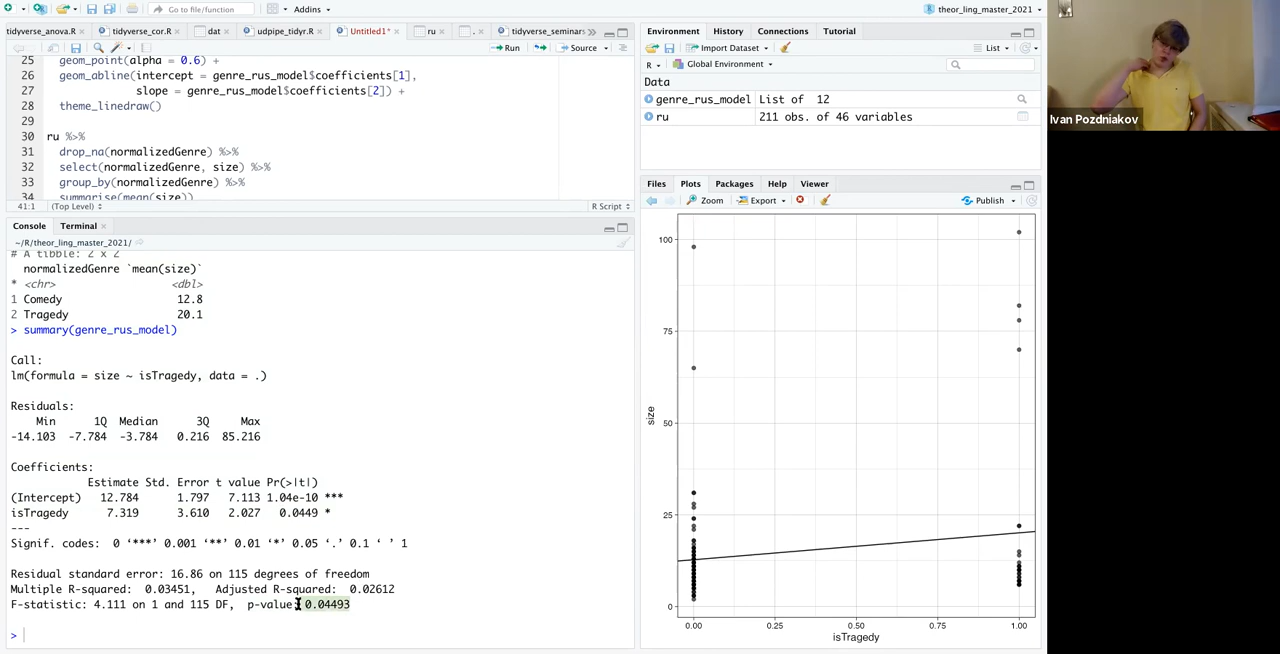 Go to file/function
Addins
theor_ling_master_2021
tidyverse_anova.R
tidyverse_cor.R
dat
udpipe_tidyr.R
Untitled1*
ru
.
tidyverse_seminars
Run
Source
25 geom_point(alpha = 0.6) +
26 geom_abline(intercept = genre_rus_model$coefficients[1],
27 slope = genre_rus_model$coefficients[2]) +
28 theme_linedraw()
29
30 ru %>%
31 drop_na(normalizedGenre) %>%
32 select(normalizedGenre, size) %>%
33 group_by(normalizedGenre) %>%
34 summarise(mean(size))
41:1 (Top Level) R Script
Console Terminal
~/R/theor_ling_master_2021/
# A tibble: 2 x 2
normalizedGenre `mean(size)`
* <chr> <dbl>
1 Comedy 12.8
2 Tragedy 20.1
> summary(genre_rus_model)
Call:
lm(formula = size ~ isTragedy, data = .)
Residuals:
Min 1Q Median 3Q Max
-14.103 -7.784 -3.784 0.216 85.216
Coefficients:
Estimate Std. Error t value Pr(>|t|)
(Intercept) 12.784 1.797 7.113 1.04e-10 ***
isTragedy 7.319 3.610 2.027 0.0449 *
---
Signif. codes: 0 ‘***’ 0.001 ‘**’ 0.01 ‘*’ 0.05 ‘.’ 0.1 ‘ ’ 1
Residual standard error: 16.86 on 115 degrees of freedom
Multiple R-squared: 0.03451, Adjusted R-squared: 0.02612
F-statistic: 4.111 on 1 and 115 DF, p-value: 0.04493
>
Environment History Connections Tutorial
Import Dataset
List
R Global Environment
Data
genre_rus_model List of 12
ru 211 obs. of 46 variables
Files Plots Packages Help Viewer
Zoom Export Publish
100
75
50
25
0
size
0.00 0.25 0.50 0.75 1.00
isTragedy
Ivan Pozdniakov